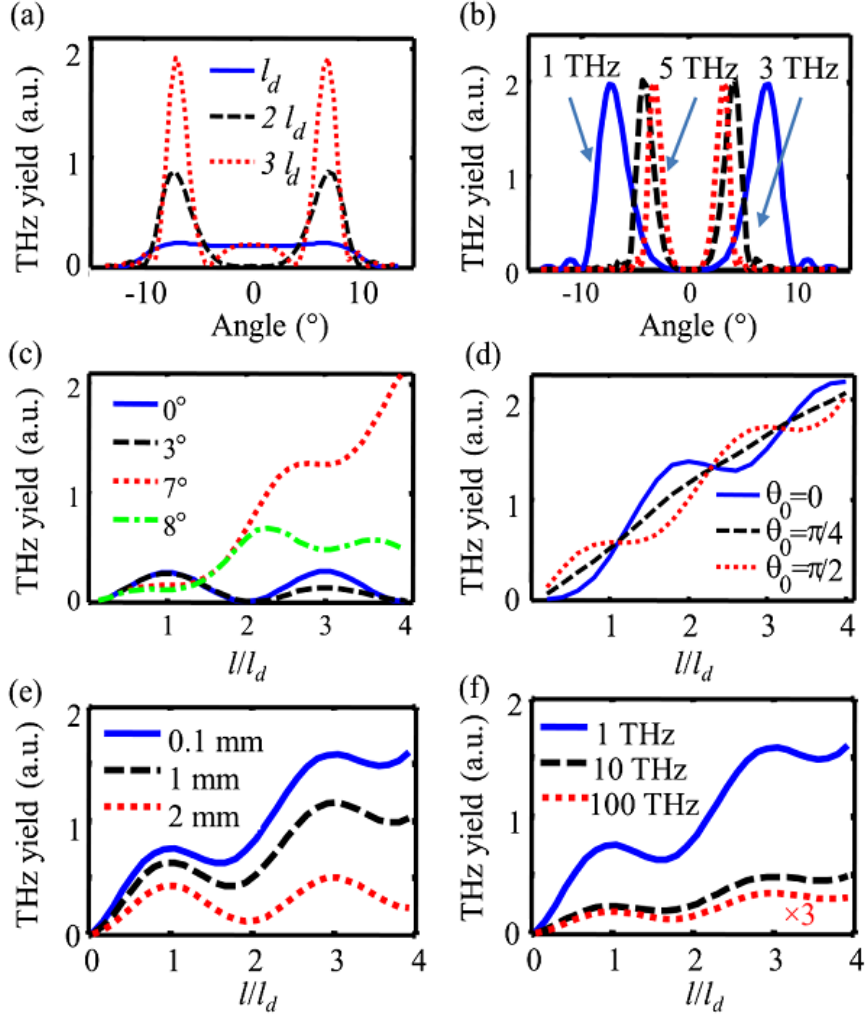 (a)
THz yield (a.u.)
2
1
0
l_d
2 l_d
3 l_d
-10 0 10
Angle (°)
(b)
THz yield (a.u.)
2
1
0
1 THz 5 THz 3 THz
-10 0 10
Angle (°)
(c)
THz yield (a.u.)
2
1
0
0°
3°
7°
8°
1 2 3 4
l/l_d
(d)
THz yield (a.u.)
2
1
0
θ_0=0
θ_0=π/4
θ_0=π/2
1 2 3 4
l/l_d
(e)
THz yield (a.u.)
2
1
0
0.1 mm
1 mm
2 mm
0 1 2 3 4
l/l_d
(f)
THz yield (a.u.)
2
1
0
1 THz
10 THz
100 THz
×3
0 1 2 3 4
l/l_d